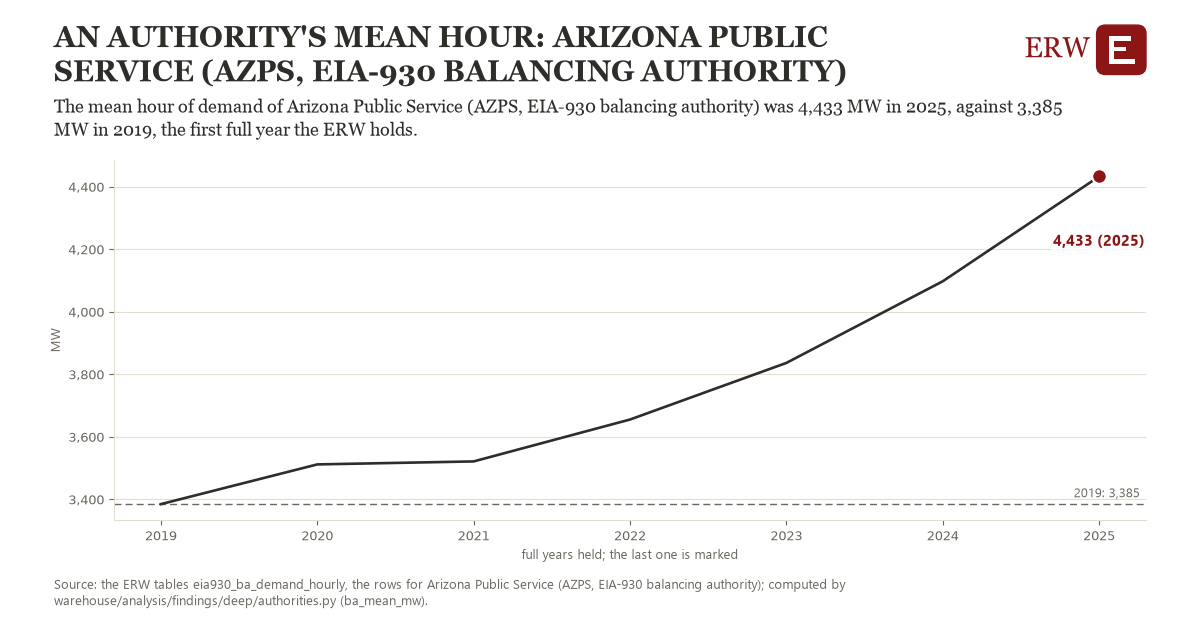 AN AUTHORITY'S MEAN HOUR: ARIZONA PUBLIC
SERVICE (AZPS, EIA-930 BALANCING AUTHORITY)
ERW E
The mean hour of demand of Arizona Public Service (AZPS, EIA-930 balancing authority) was 4,433 MW in 2025, against 3,385
MW in 2019, the first full year the ERW holds.
4,400
4,200
4,000
3,800
3,600
3,400
MW
4,433 (2025)
2019: 3,385
2019 2020 2021 2022 2023 2024 2025
full years held; the last one is marked
Source: the ERW tables eia930_ba_demand_hourly, the rows for Arizona Public Service (AZPS, EIA-930 balancing authority); computed by
warehouse/analysis/findings/deep/authorities.py (ba_mean_mw).